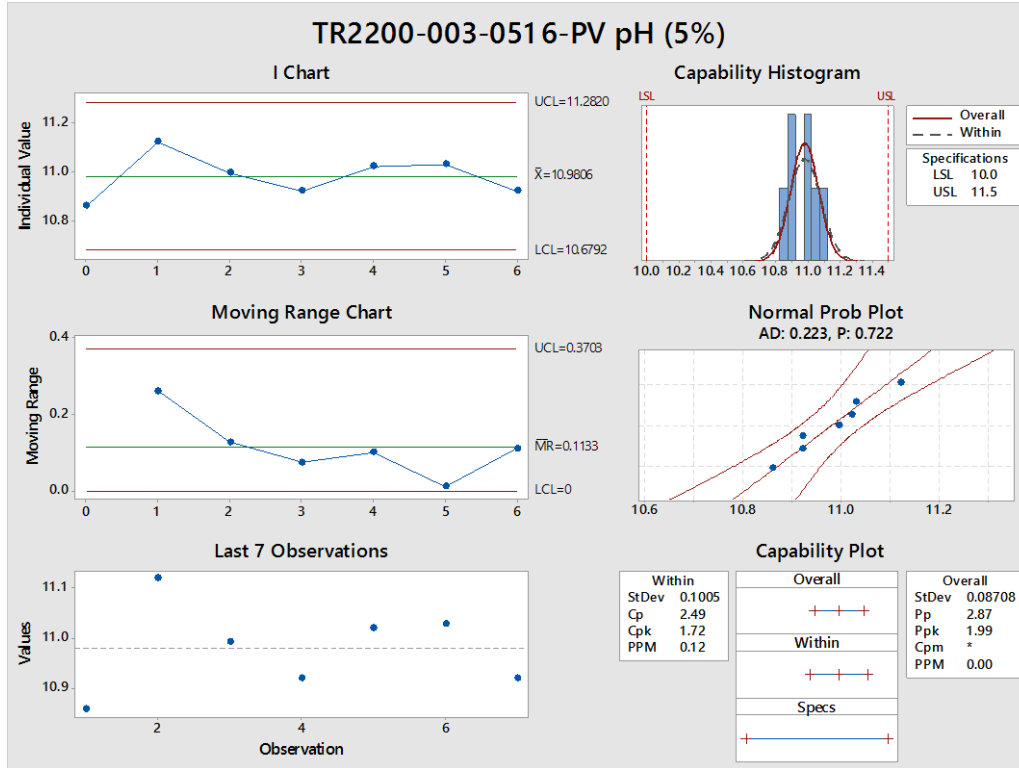 TR2200-003-0516-PV pH (5%)
I Chart
Individual Value
11.2
11.0
10.8
0 1 2 3 4 5 6
UCL=11.2820
X̄=10.9806
LCL=10.6792
Capability Histogram
LSL USL
10.0 10.2 10.4 10.6 10.8 11.0 11.2 11.4
Overall
Within
Specifications
LSL 10.0
USL 11.5
Moving Range Chart
Moving Range
0.4
0.2
0.0
0 1 2 3 4 5 6
UCL=0.3703
M̅R̅=0.1133
LCL=0
Normal Prob Plot
AD: 0.223, P: 0.722
10.6 10.8 11.0 11.2
Last 7 Observations
Values
11.1
11.0
10.9
2 4 6
Observation
Capability Plot
Within
StDev 0.1005
Cp 2.49
Cpk 1.72
PPM 0.12
Overall
Within
Specs
Overall
StDev 0.08708
Pp 2.87
Ppk 1.99
Cpm *
PPM 0.00